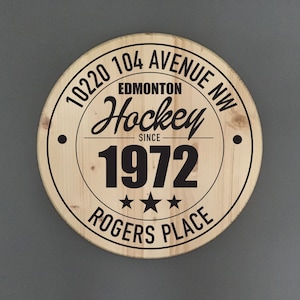 10220 104 AVENUE NW
EDMONTON
Hockey
SINCE
1972
ROGERS PLACE